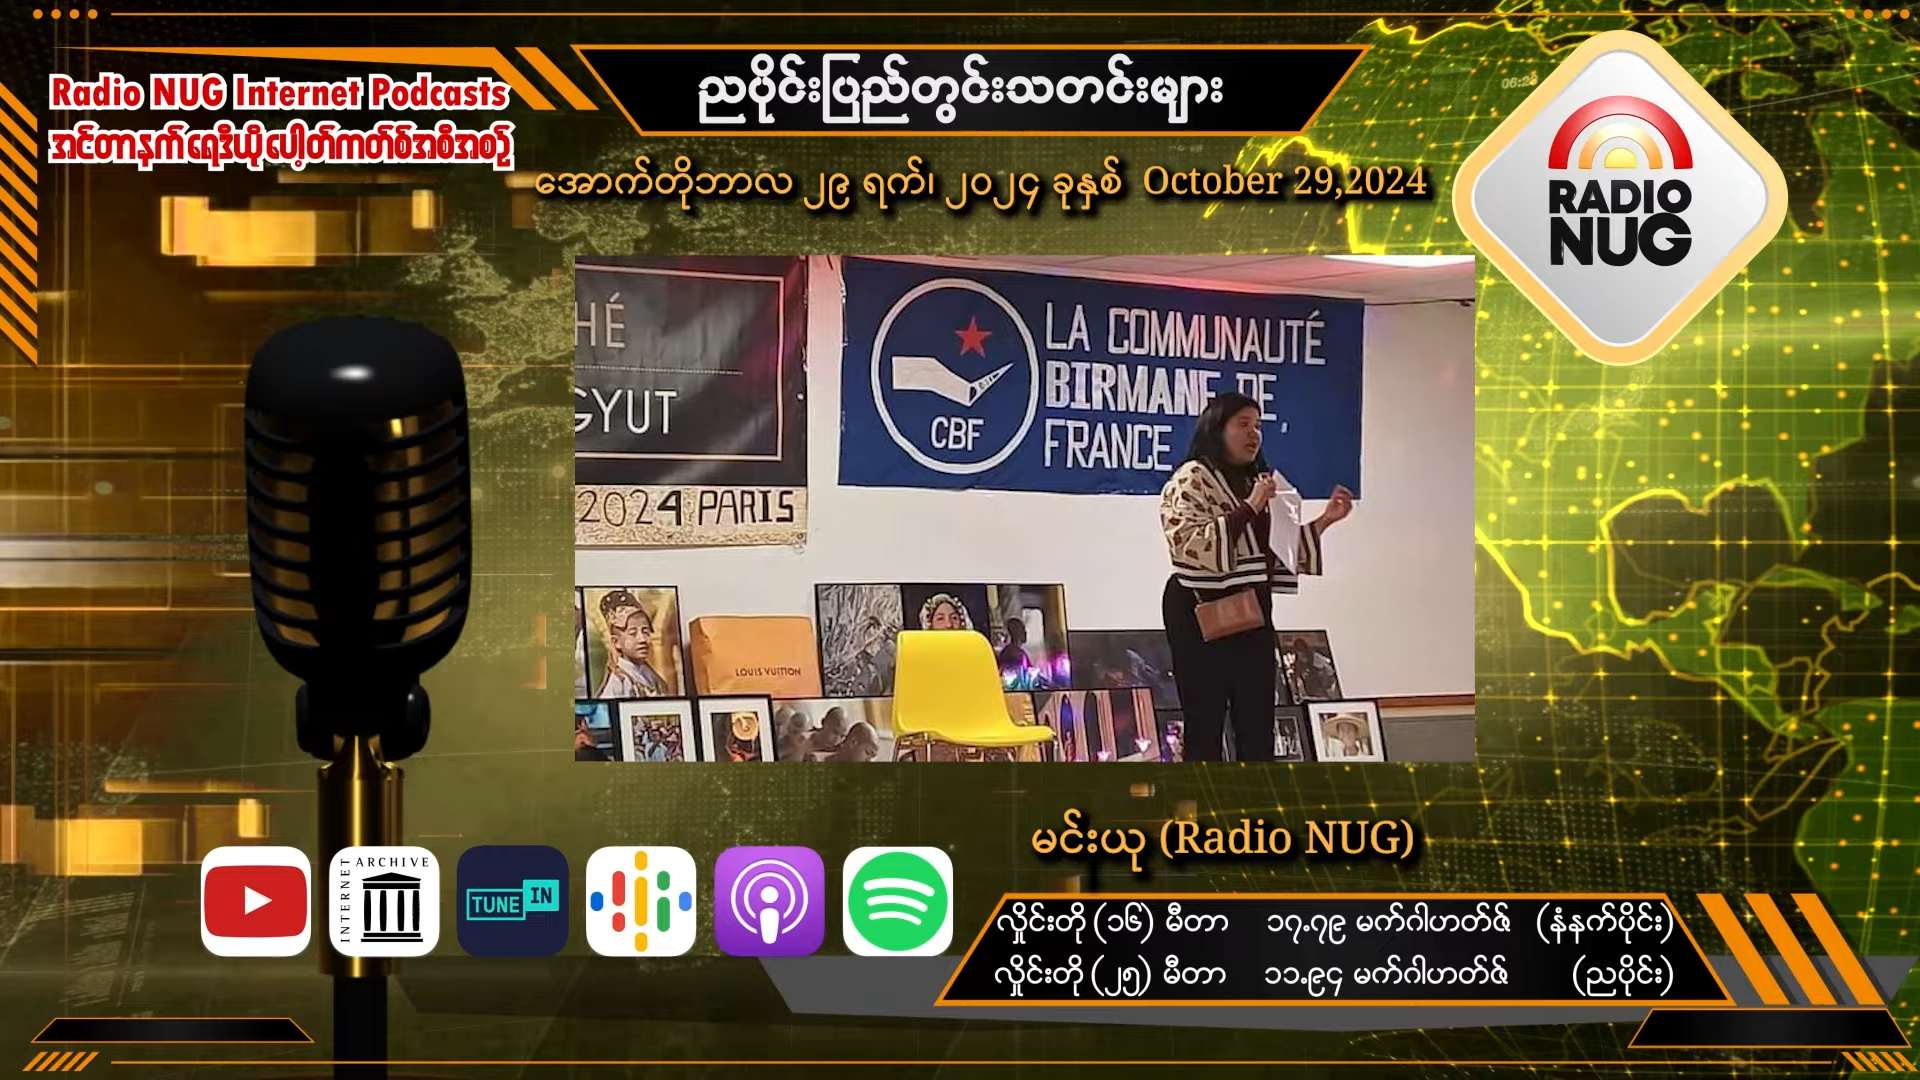 Radio NUG Internet Podcasts
အင်တာနက်ရေဒီယိုပေါ့တ်ကတ်စ်အစီအစဉ်
ညပိုင်းပြည်တွင်းသတင်းများ
အောက်တိုဘာလ ၂၉ ရက်၊ ၂၀၂၄ ခုနှစ် October 29,2024
RADIO
NUG
HÉ
GYUT
2024 PARIS
CBF
LA COMMUNAUTÉ
BIRMANE DE
FRANCE
LOUIS VUITTON
မင်းယု (Radio NUG)
INTERNET ARCHIVE
TUNE IN
လှိုင်းတို (၁၆) မီတာ ၁၇.၇၉ မက်ဂါဟတ်ဇ် (နံနက်ပိုင်း)
လှိုင်းတို (၂၅) မီတာ ၁၁.၉၄ မက်ဂါဟတ်ဇ် (ညပိုင်း)